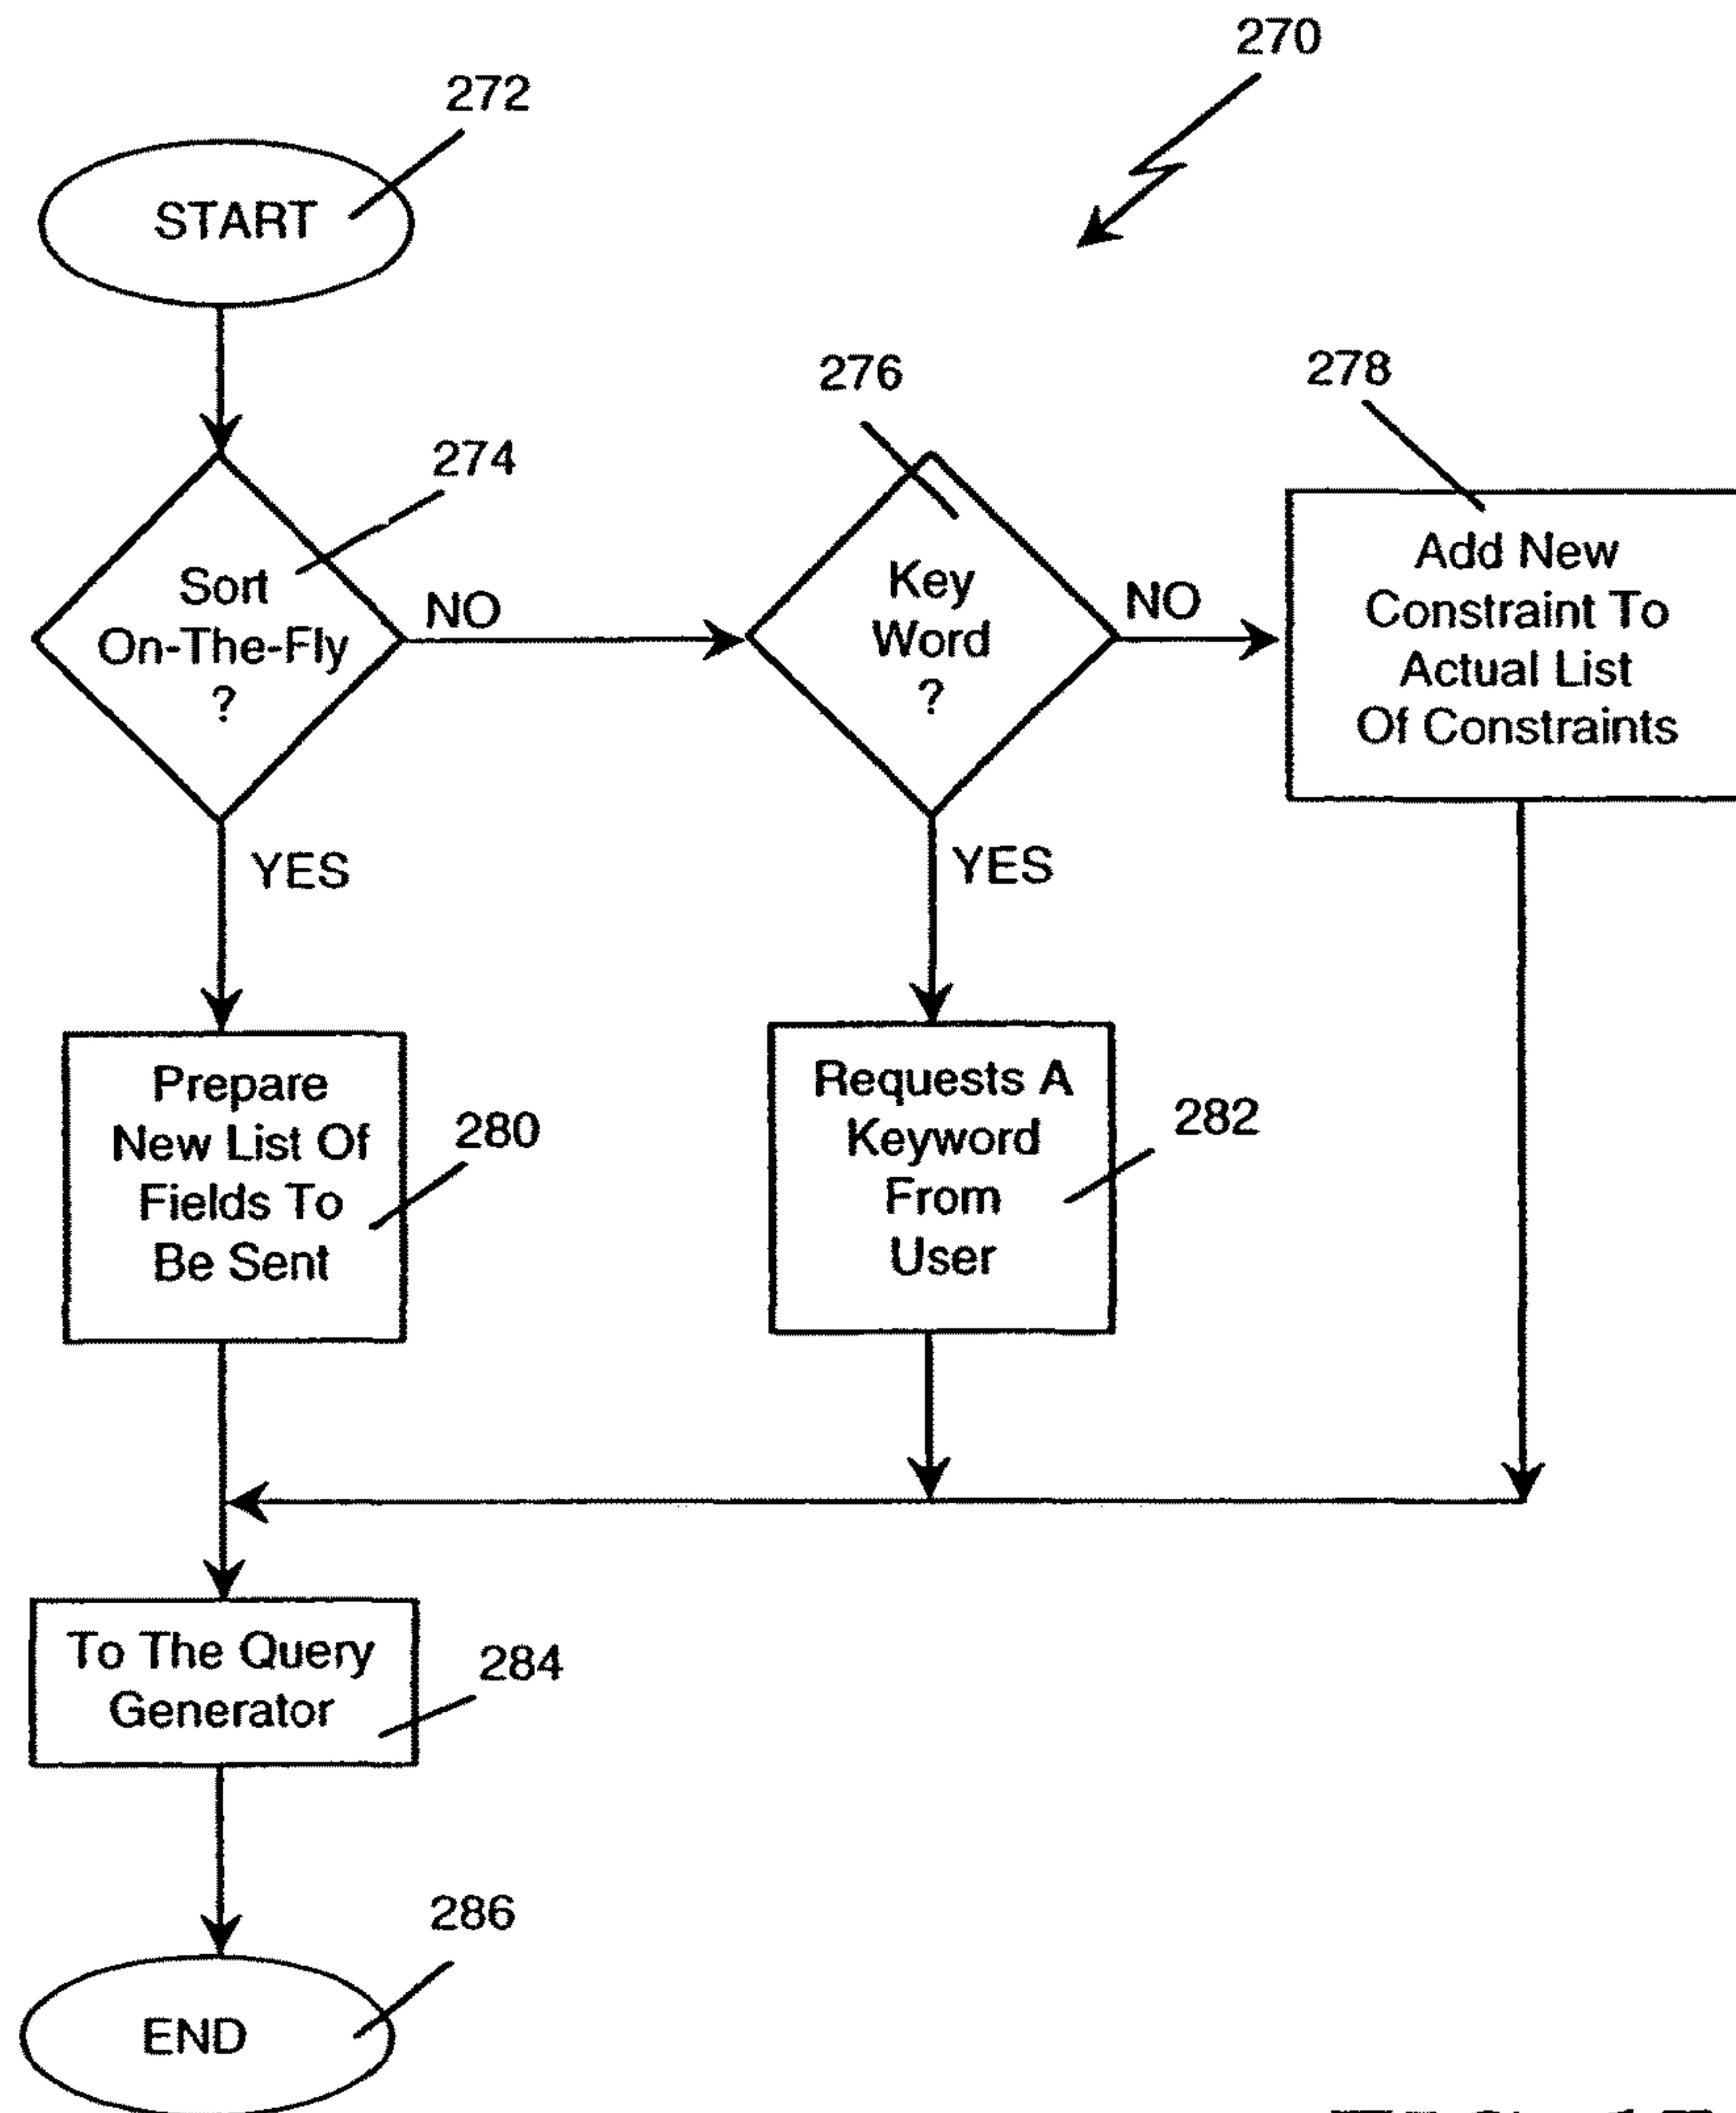 270
272
START
276
278
274
Sort
On-The-Fly
?
NO
Key
Word
?
NO
Add New
Constraint To
Actual List
Of Constraints
YES
YES
Prepare
New List Of
Fields To
Be Sent
280
Requests A
Keyword
From
User
282
To The Query
Generator
284
286
END